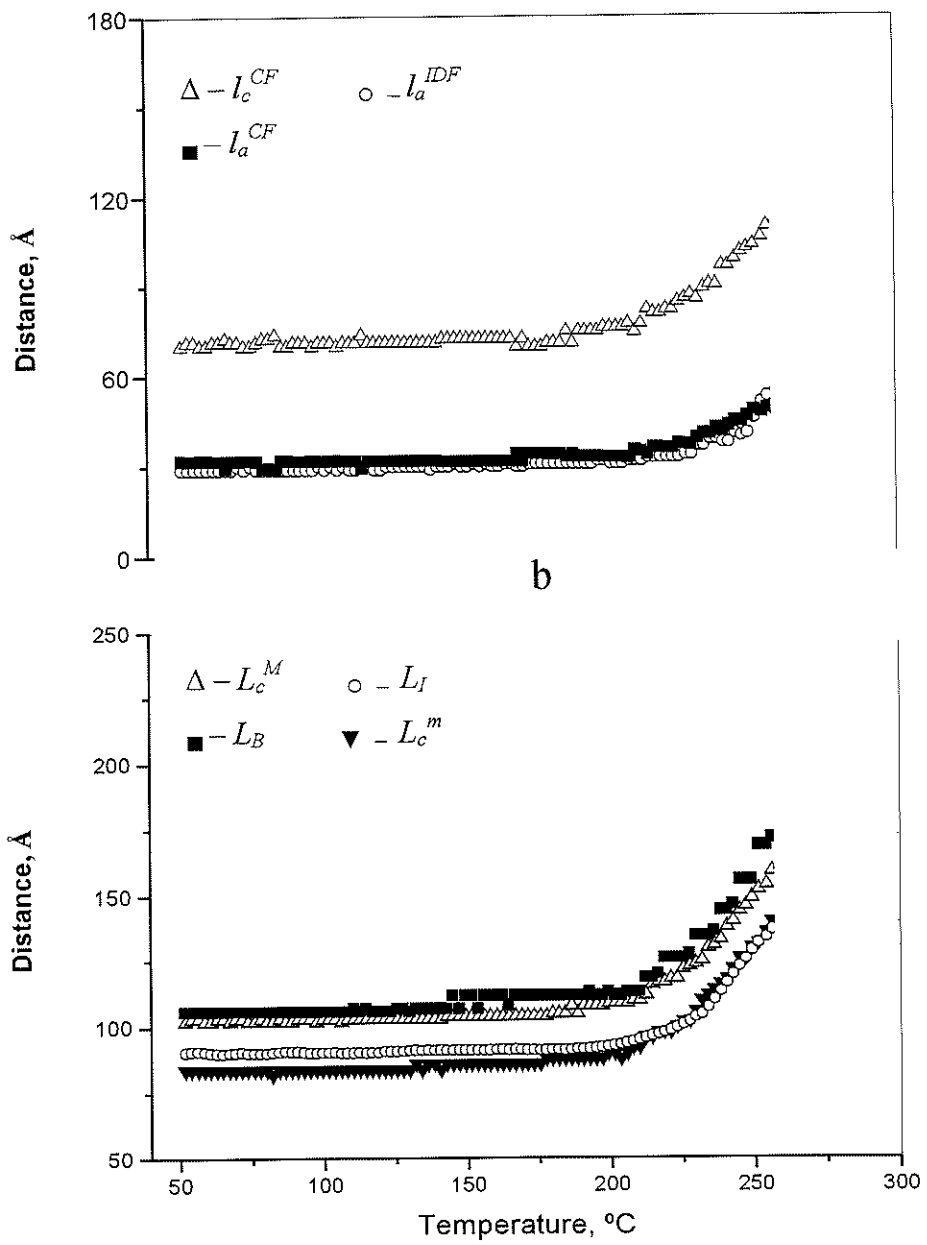 180
△ – l_c^CF ○ – l_a^IDF
■ – l_a^CF
120
Distance, Å
60
0
b
250
△ – L_c^M ○ – L_I
■ – L_B ▼ – L_c^m
200
Distance, Å
150
100
50
50 100 150 200 250 300
Temperature, ºC